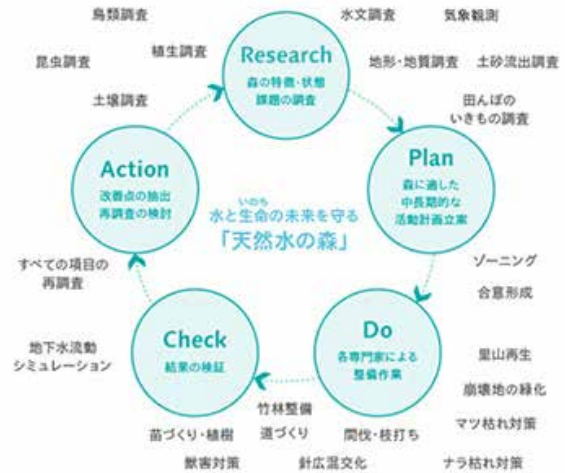 鳥類調査
水文調査
気象観測
昆虫調査
植生調査
地形・地質調査
土砂流出調査
土壌調査
田んぼの
いきもの調査
Research
森の特徴・状態
課題の調査
Plan
森に適した
中長期的な
活動計画立案
Action
改善点の抽出
再調査の検討
いのち
水と生命の未来を守る
「天然水の森」
ゾーニング
合意形成
すべての項目の
再調査
Do
各専門家による
整備作業
Check
結果の検証
地下水流動
シミュレーション
里山再生
崩壊地の緑化
竹林整備
苗づくり・植樹
道づくり
間伐・枝打ち
マツ枯れ対策
獣害対策
針広混交化
ナラ枯れ対策